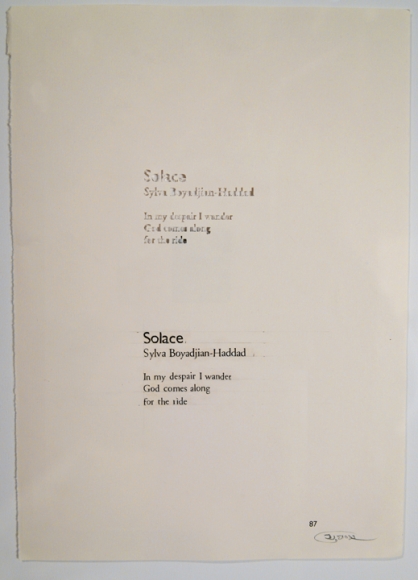 Solace
Sylva Boyadjian-Haddad
In my despair I wander
God comes along
for the ride
Solace
Sylva Boyadjian-Haddad
In my despair I wander
God comes along
for the ride
87